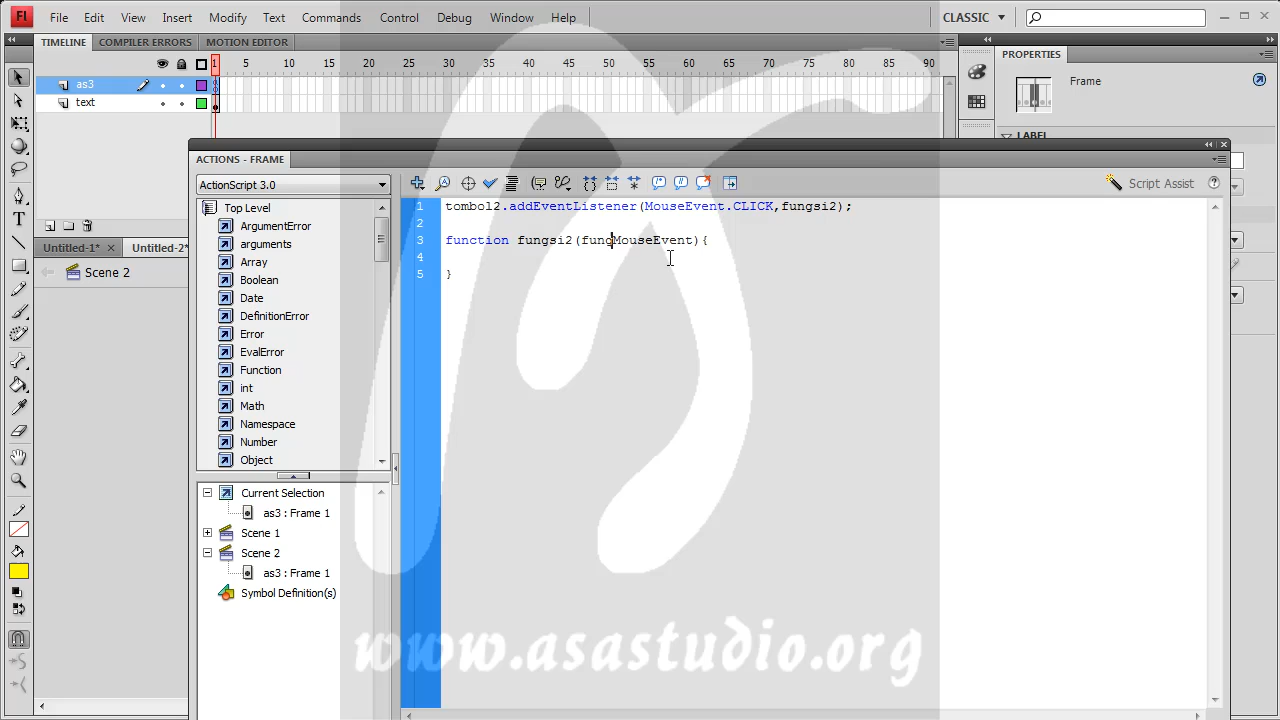 Fl File Edit View Insert Modify Text Commands Control Debug Window Help CLASSIC
TIMELINE COMPILER ERRORS MOTION EDITOR PROPERTIES
1 5 10 15 20 25 30 35 40 45 50 55 60 65 70 75 80 85 90
as3
text
Frame
LABEL
ACTIONS - FRAME
ActionScript 3.0
Script Assist
Top Level
ArgumentError
arguments
Array
Boolean
Date
DefinitionError
Error
EvalError
Function
int
Math
Namespace
Number
Object
1 tombol2.addEventListener(MouseEvent.CLICK,fungsi2);
2
3 function fungsi2(fungMouseEvent){
4
5 }
Untitled-1* Untitled-2*
Scene 2
Current Selection
as3 : Frame 1
Scene 1
Scene 2
as3 : Frame 1
Symbol Definition(s)
www.asastudio.org